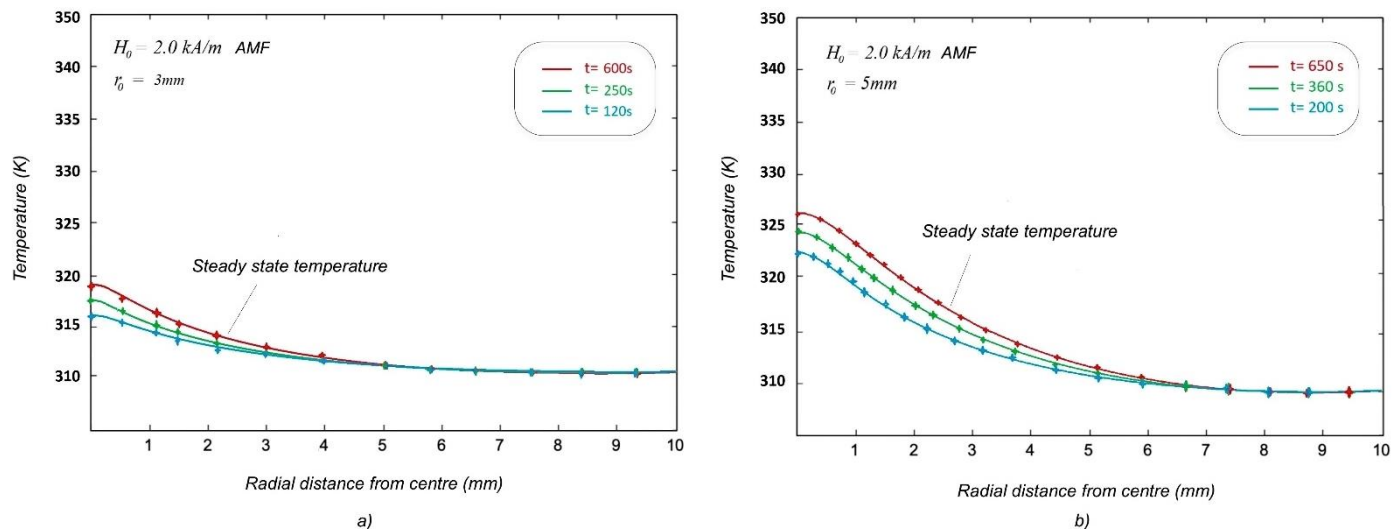 350
340
335
330
325
320
315
310
H₀ = 2.0 kA/m AMF
r₀ = 3mm
t= 600s
t= 250s
t= 120s
Steady state temperature
Temperature (K)
1 2 3 4 5 6 7 8 9 10
Radial distance from centre (mm)
a)
350
340
335
330
325
320
315
310
H₀ = 2.0 kA/m AMF
r₀ = 5mm
t= 650 s
t= 360 s
t= 200 s
Steady state temperature
Temperature (K)
1 2 3 4 5 6 7 8 9 10
Radial distance from centre (mm)
b)